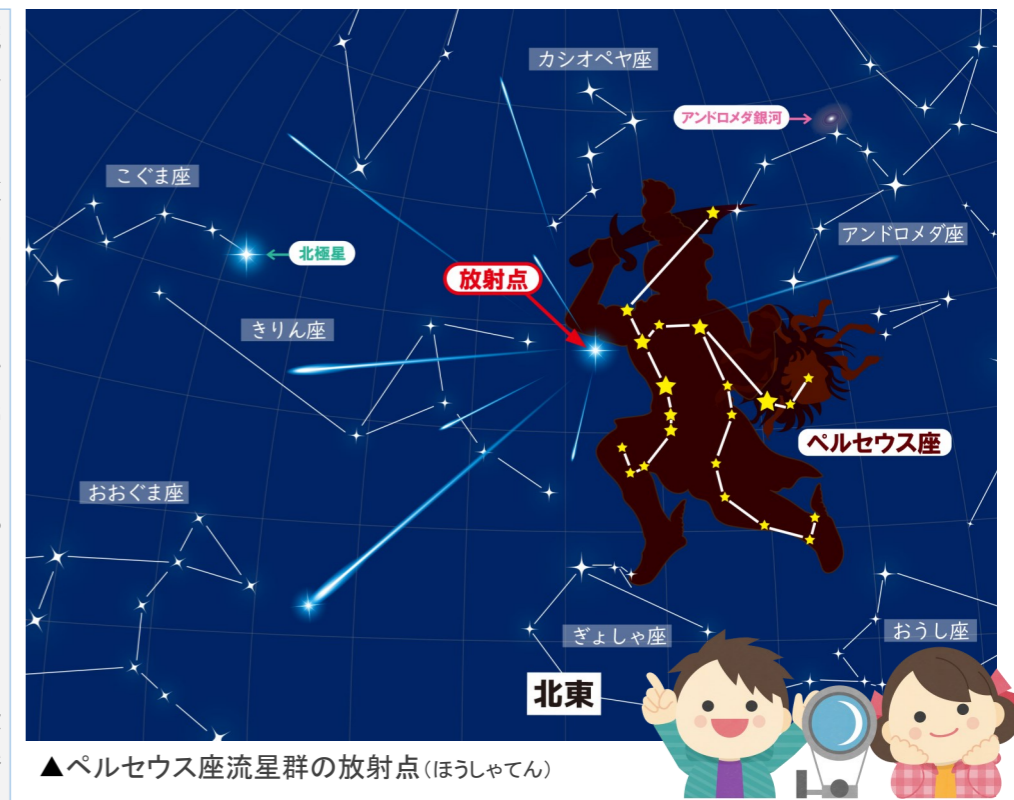 カシオペヤ座
アンドロメダ銀河
こぐま座
北極星
アンドロメダ座
放射点
きりん座
ペルセウス座
おおぐま座
ぎょしゃ座
おうし座
北東
▲ペルセウス座流星群の放射点(ほうしゃてん)